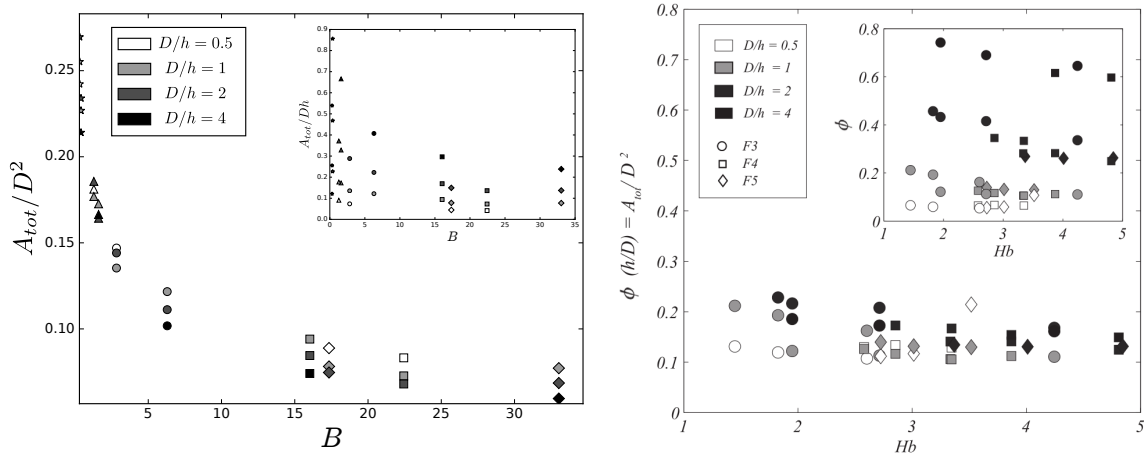 D/h = 0.5
D/h = 1
D/h = 2
D/h = 4
0.25
0.20
0.15
0.10
A_tot/D²
5 10 15 20 25 30
B
0.9
0.8
0.7
0.6
0.5
0.4
0.3
0.2
0.1
0.0
A_tot/Dh
0 5 10 15 20 25 30 35
B
0.8
0.7
0.6
0.5
0.4
0.3
0.2
0.1
0
ϕ (h/D) = A_tot/D²
1 2 3 4 5
Hb
D/h = 0.5
D/h = 1
D/h = 2
D/h = 4
F3
F4
F5
0.8
0.6
0.4
0.2
0
ϕ
1 2 3 4 5
Hb